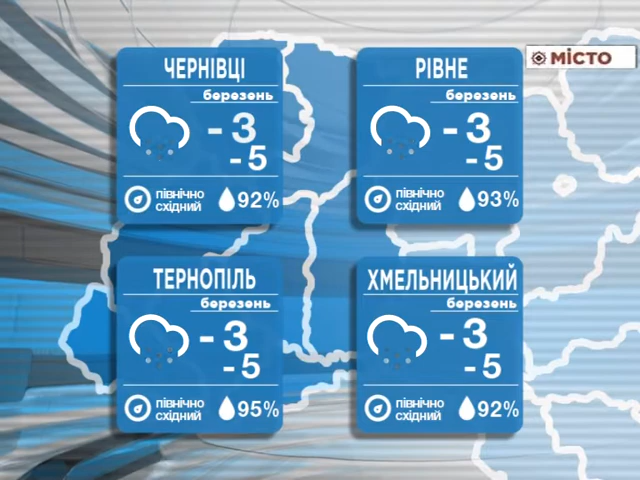 МІСТО
ЧЕРНІВЦІ
березень
- 3
- 5
північно
східний
92%
РІВНЕ
березень
- 3
- 5
північно
східний
93%
ТЕРНОПІЛЬ
березень
- 3
- 5
північно
східний
95%
ХМЕЛЬНИЦЬКИЙ
березень
- 3
- 5
північно
східний
92%